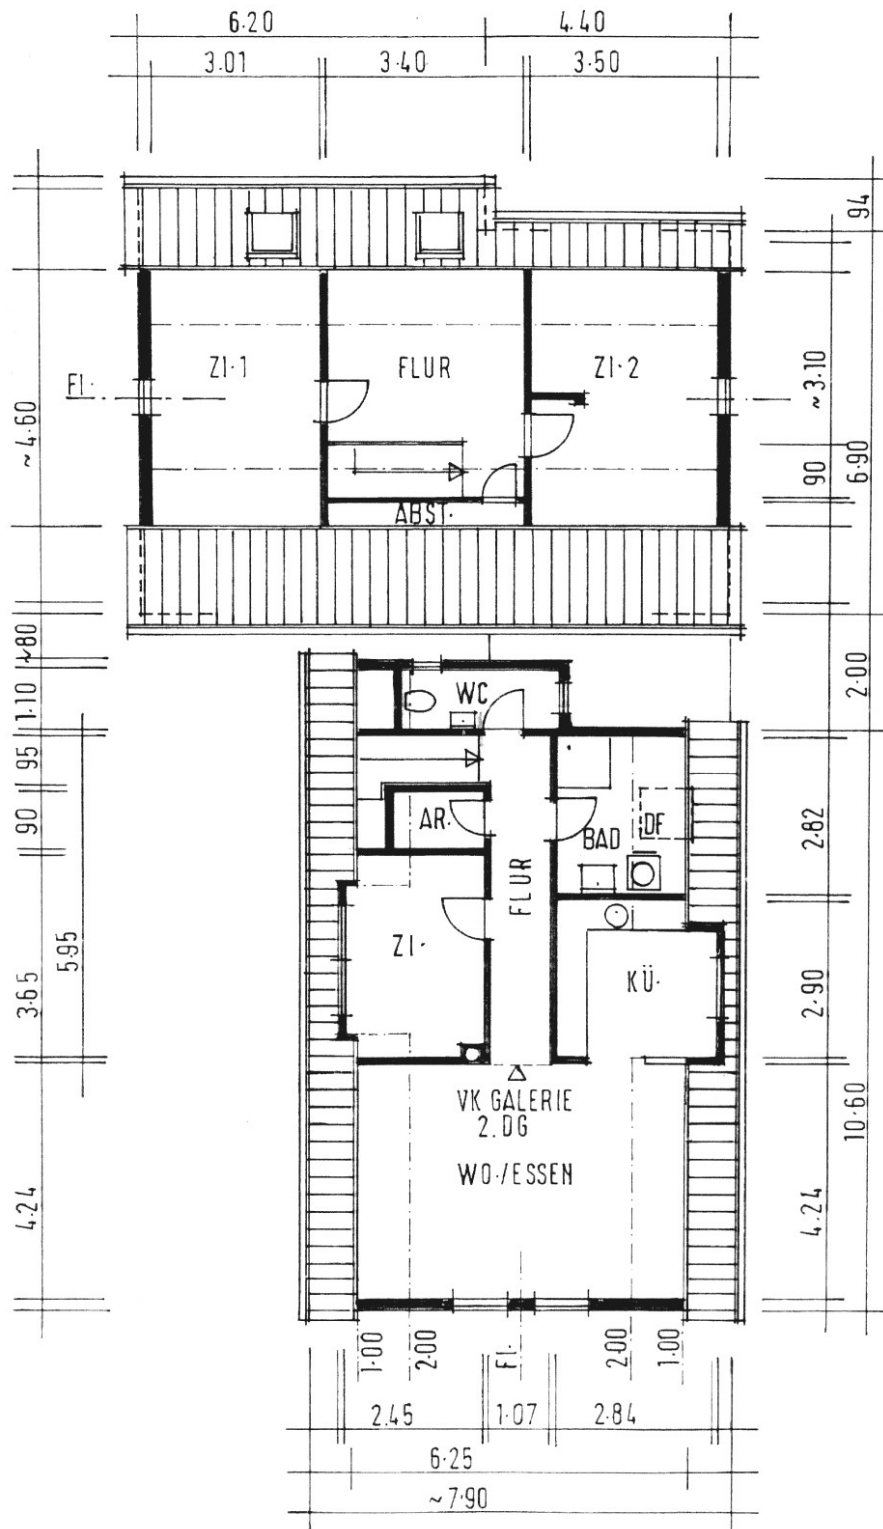 6.20 4.40
3.01 3.40 3.50
94
ZI.1 FLUR ZI.2
FI.
~3.10
~4.60
6.90
90
ABST.
~80
1.10
WC
2.00
95
90
AR.
BAD
DF
2.82
FLUR
5.95
3.65
ZI.
KÜ.
2.90
VK GALERIE
2. DG
10.60
WO./ESSEN
4.24
4.24
1.00 2.00 FI. 2.00 1.00
2.45 1.07 2.84
6.25
~7.90